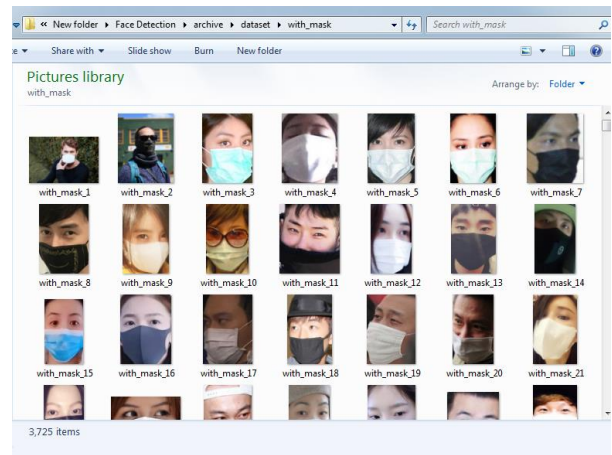 « New folder ▸ Face Detection ▸ archive ▸ dataset ▸ with_mask
Search with_mask
Share with Slide show Burn New folder
Pictures library
with_mask
Arrange by: Folder
with_mask_1 with_mask_2 with_mask_3 with_mask_4 with_mask_5 with_mask_6 with_mask_7
with_mask_8 with_mask_9 with_mask_10 with_mask_11 with_mask_12 with_mask_13 with_mask_14
with_mask_15 with_mask_16 with_mask_17 with_mask_18 with_mask_19 with_mask_20 with_mask_21
3,725 items